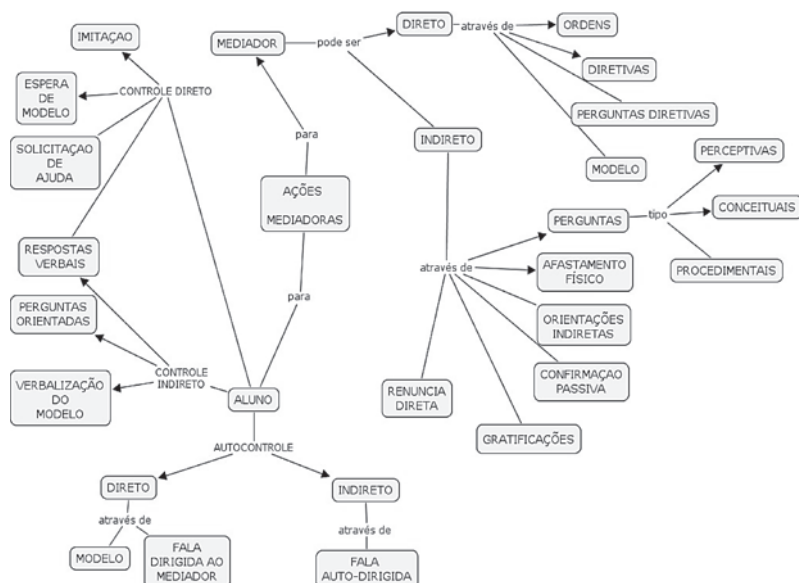 IMITAÇAO
ESPERA
DE
MODELO
CONTROLE DIRETO
SOLICITAÇAO
DE
AJUDA
RESPOSTAS
VERBAIS
PERGUNTAS
ORIENTADAS
CONTROLE
INDIRETO
VERBALIZAÇÃO
DO
MODELO
ALUNO
AUTOCONTROLE
DIRETO
através de
MODELO
FALA
DIRIGIDA AO
MEDIADOR
INDIRETO
através de
FALA
AUTO-DIRIGIDA
MEDIADOR
para
AÇÕES
MEDIADORAS
para
pode ser
DIRETO
através de
ORDENS
DIRETIVAS
PERGUNTAS DIRETIVAS
MODELO
INDIRETO
através de
PERGUNTAS
tipo
PERCEPTIVAS
CONCEITUAIS
PROCEDIMENTAIS
AFASTAMENTO
FÍSICO
ORIENTAÇÕES
INDIRETAS
CONFIRMAÇAO
PASSIVA
RENUNCIA
DIRETA
GRATIFICAÇÕES